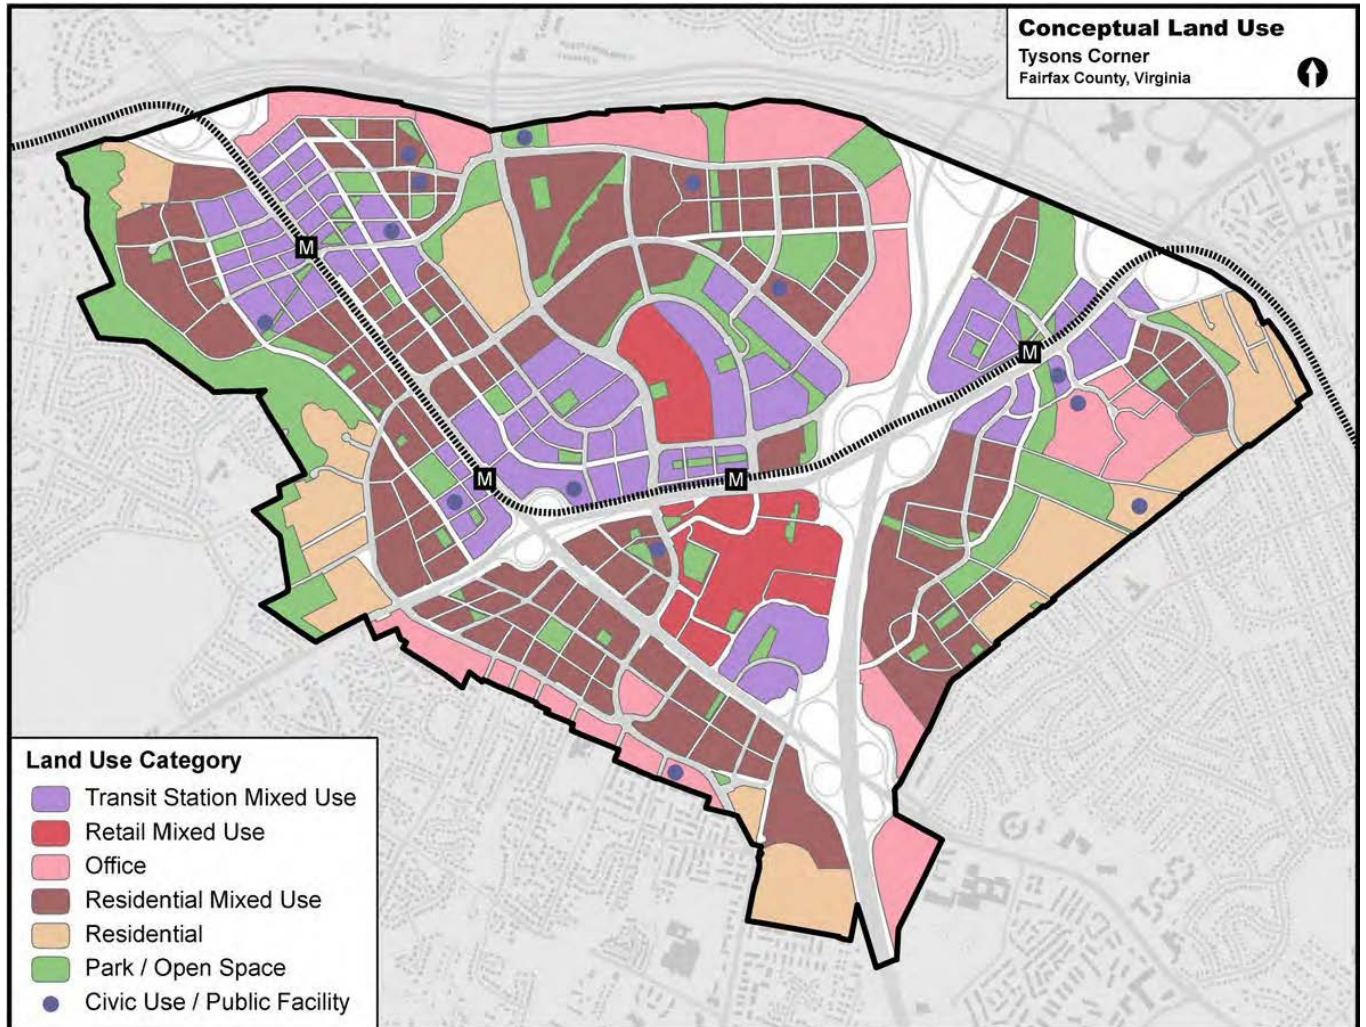 Conceptual Land Use
Tysons Corner
Fairfax County, Virginia
M
M
M
M
Land Use Category
Transit Station Mixed Use
Retail Mixed Use
Office
Residential Mixed Use
Residential
Park / Open Space
Civic Use / Public Facility